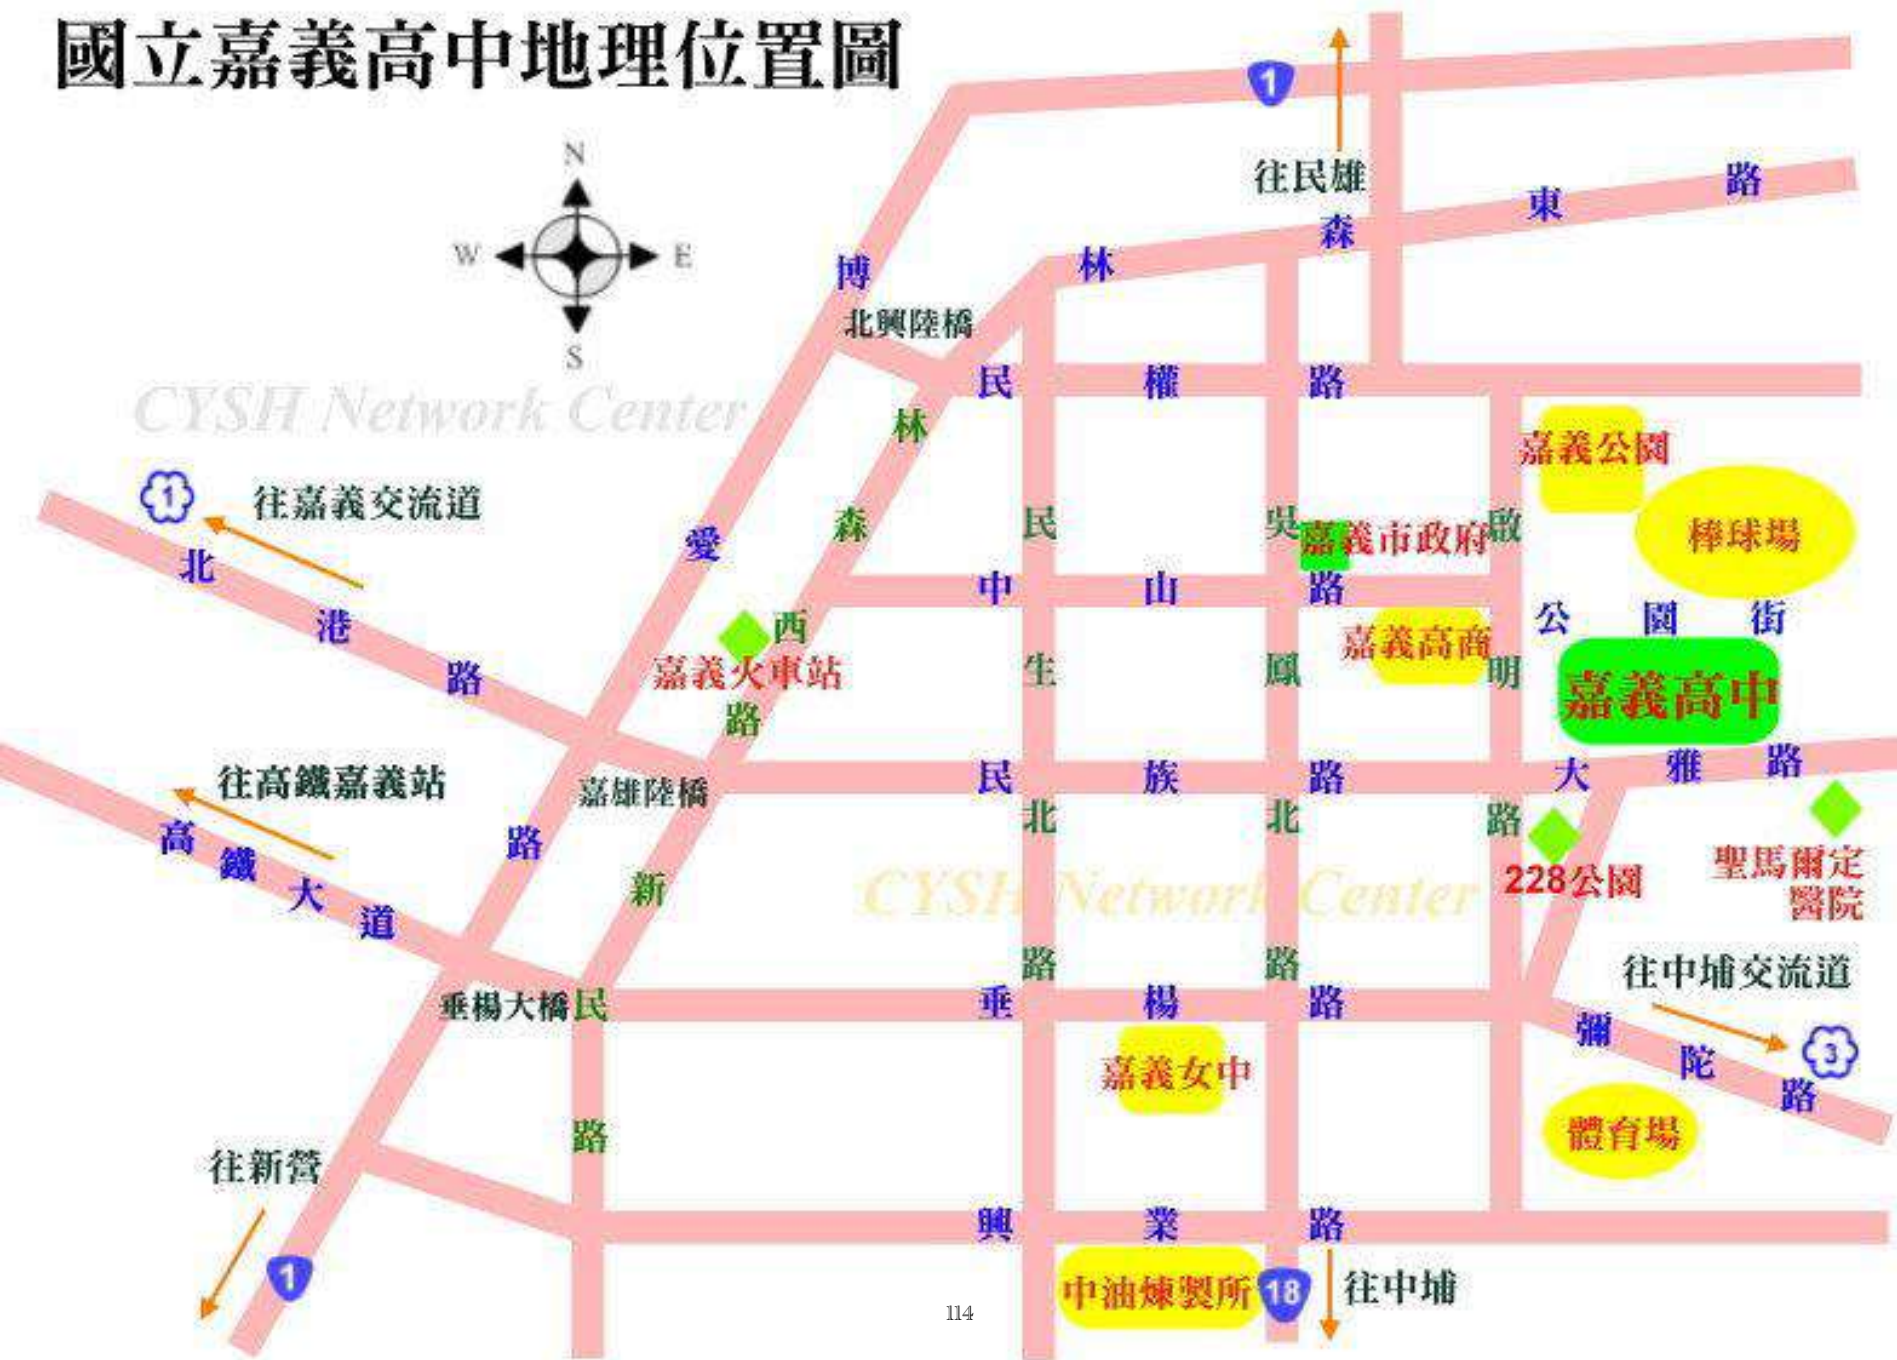 國立嘉義高中地理位置圖
1
N
往民雄
路
東
森
W
E
林
博
北興陸橋
S
民權路
CYSH Network Center
林森西路
嘉義公園
1
往嘉義交流道
愛
民生北路
吳鳳北路
嘉義市政府
啟明路
棒球場
北港路
中山路
公園街
嘉義火車站
嘉義高商
嘉義高中
大雅路
民族路
往高鐵嘉義站
嘉雄陸橋
高鐵大道
路
228公園
聖馬爾定
醫院
新民路
CYSH Network Center
往中埔交流道
垂楊大橋
垂楊路
彌陀路
3
嘉義女中
體育場
往新營
興業路
1
中油煉製所
18
往中埔
114